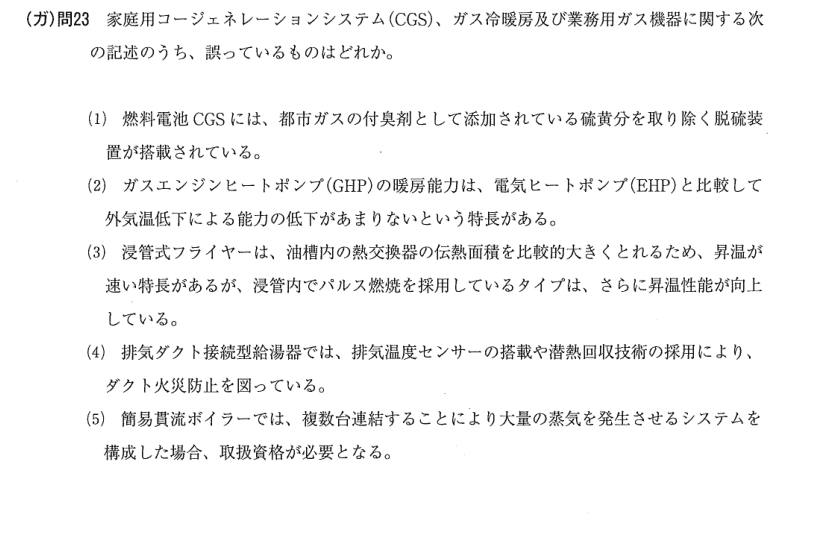 (ガ)問23 家庭用コージェネレーションシステム(CGS)、ガス冷暖房及び業務用ガス機器に関する次
の記述のうち、誤っているものはどれか。
(1) 燃料電池CGSには、都市ガスの付臭剤として添加されている硫黄分を取り除く脱硫装
置が搭載されている。
(2) ガスエンジンヒートポンプ(GHP)の暖房能力は、電気ヒートポンプ(EHP)と比較して
外気温低下による能力の低下があまりないという特長がある。
(3) 浸管式フライヤーは、油槽内の熱交換器の伝熱面積を比較的大きくとれるため、昇温が
速い特長があるが、浸管内でパルス燃焼を採用しているタイプは、さらに昇温性能が向上
している。
(4) 排気ダクト接続型給湯器では、排気温度センサーの搭載や潜熱回収技術の採用により、
ダクト火災防止を図っている。
(5) 簡易貫流ボイラーでは、複数台連結することにより大量の蒸気を発生させるシステムを
構成した場合、取扱資格が必要となる。